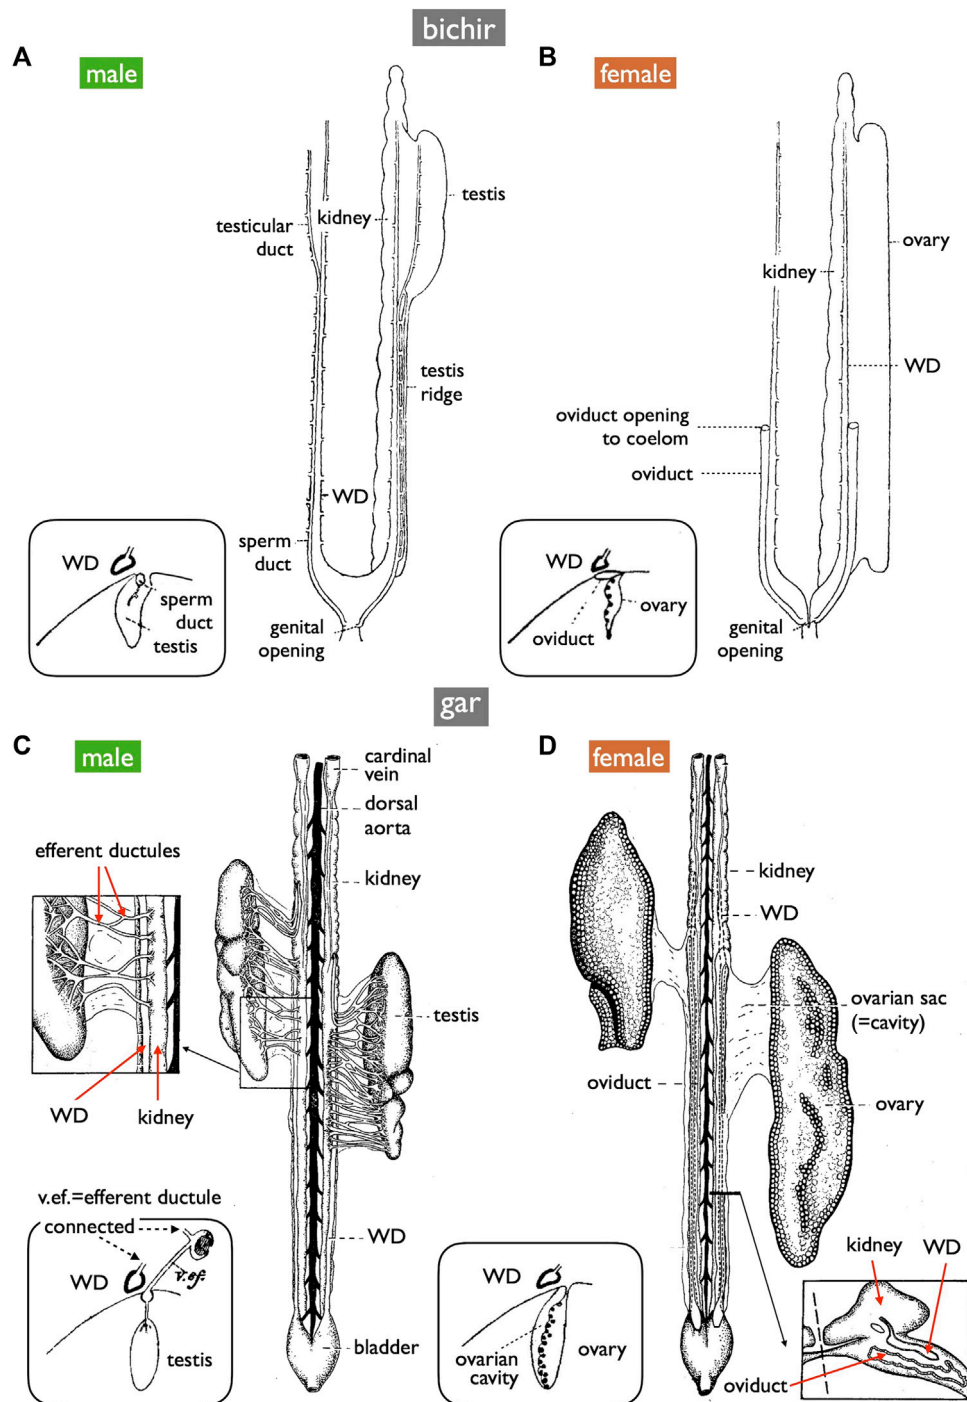 bichir
A
male
testis
kidney
testicular
duct
testis
ridge
WD
sperm
duct
genital
opening
WD
sperm
duct
testis
B
female
ovary
kidney
WD
oviduct opening
to coelom
oviduct
genital
opening
WD
ovary
oviduct
gar
C
male
cardinal
vein
dorsal
aorta
efferent ductules
kidney
testis
WD
kidney
v.ef.=efferent ductule
connected
WD
v.ef.
testis
WD
bladder
D
female
kidney
WD
ovarian sac
(=cavity)
oviduct
ovary
WD
ovarian
cavity
ovary
kidney
WD
oviduct